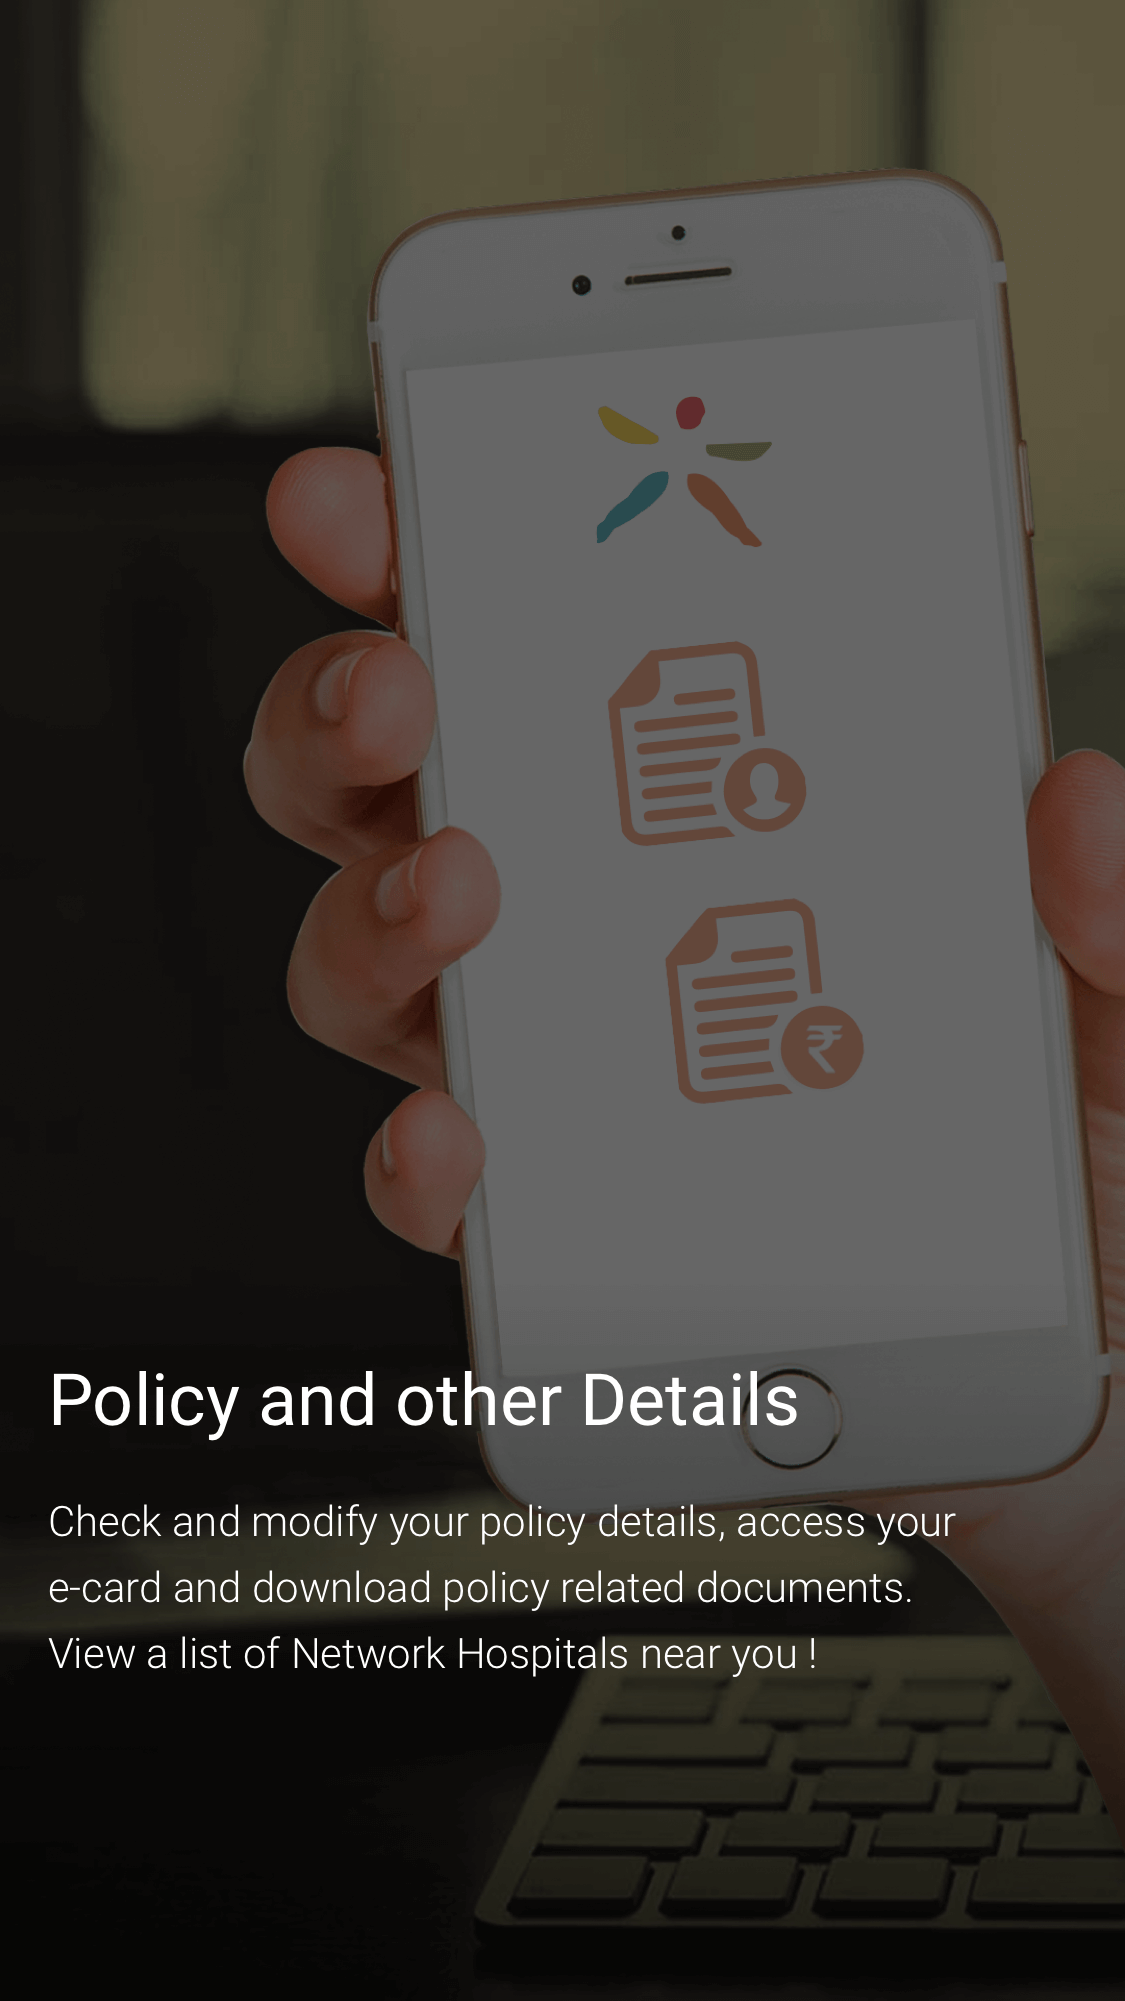 ₹
Policy and other Details
Check and modify your policy details, access your
e-card and download policy related documents.
View a list of Network Hospitals near you !